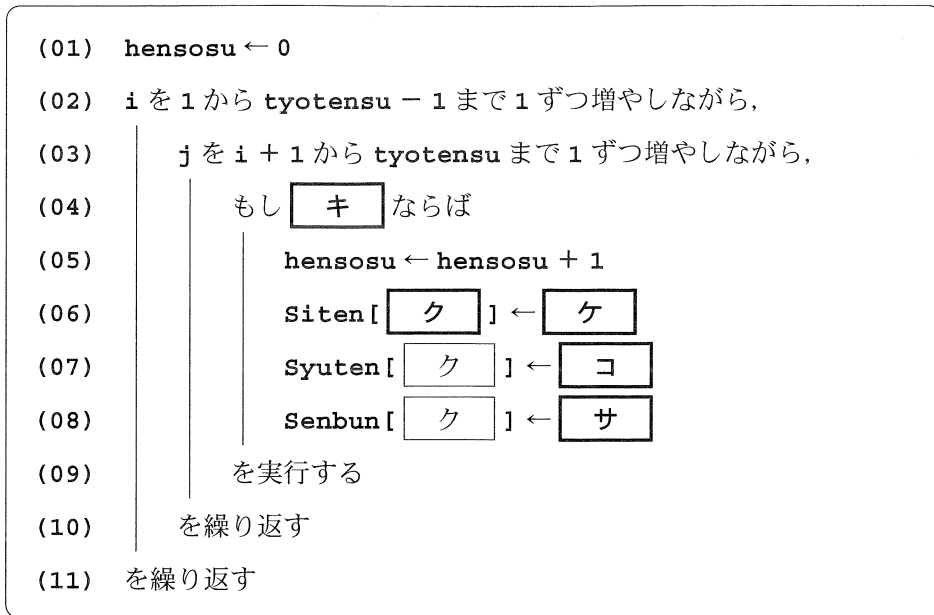 (01) hensosu ← 0
(02) i を 1 から tyotensu − 1 まで 1 ずつ増やしながら，
(03) j を i + 1 から tyotensu まで 1 ずつ増やしながら，
(04) もし キ ならば
(05) hensosu ← hensosu + 1
(06) Siten[ ク ] ← ケ
(07) Syuten[ ク ] ← コ
(08) Senbun[ ク ] ← サ
(09) を実行する
(10) を繰り返す
(11) を繰り返す